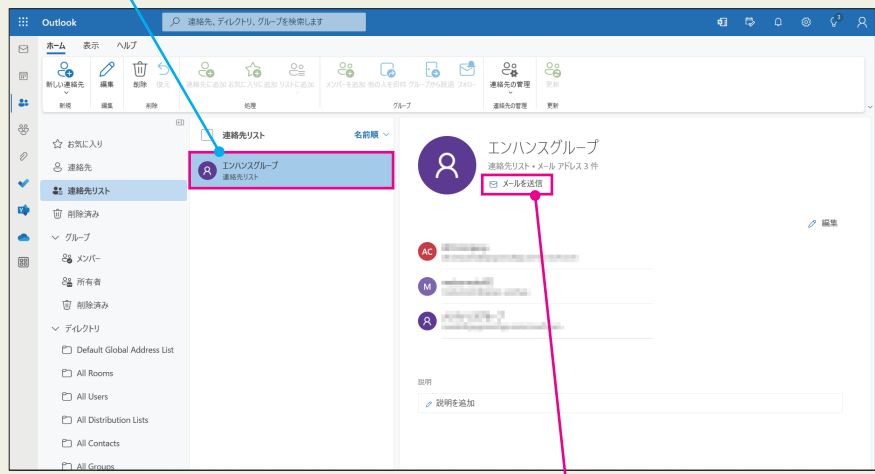 Outlook
連絡先、ディレクトリ、グループを検索します
3
ホーム 表示 ヘルプ
新しい連絡先 編集 削除 復元 連絡先に追加 お気に入りに追加 リストに追加 メンバーを追加 他の人を招待 グループから脱退 フォロー 連絡先の管理 更新
新規 編集 削除 処理 グループ 連絡先の管理 更新
お気に入り
連絡先
連絡先リスト
削除済み
グループ
メンバー
所有者
削除済み
ディレクトリ
Default Global Address List
All Rooms
All Users
All Distribution Lists
All Contacts
All Groups
連絡先リスト 名前順
エンハンスグループ
連絡先リスト
エンハンスグループ
連絡先リスト • メール アドレス 3 件
メールを送信
編集
AC
M
説明
説明を追加